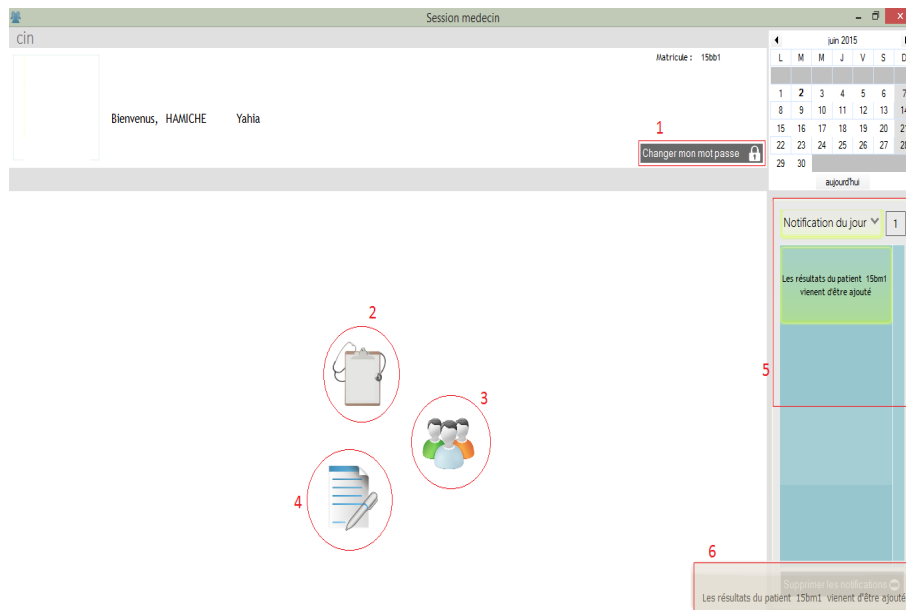 Session medecin
cin
Matricule : 15bb1
Bienvenus, HAMICHE Yahia
1
Changer mon mot passe
juin 2015
L M M J V S D
1 2 3 4 5 6 7
8 9 10 11 12 13 14
15 16 17 18 19 20 21
22 23 24 25 26 27 28
29 30
aujourd'hui
Notification du jour 1
Les résultats du patient 15bm1
vienent d'être ajouté
2
5
3
4
6
Supprimer les notifications
Les résultats du patient 15bm1 vienent d'être ajouté